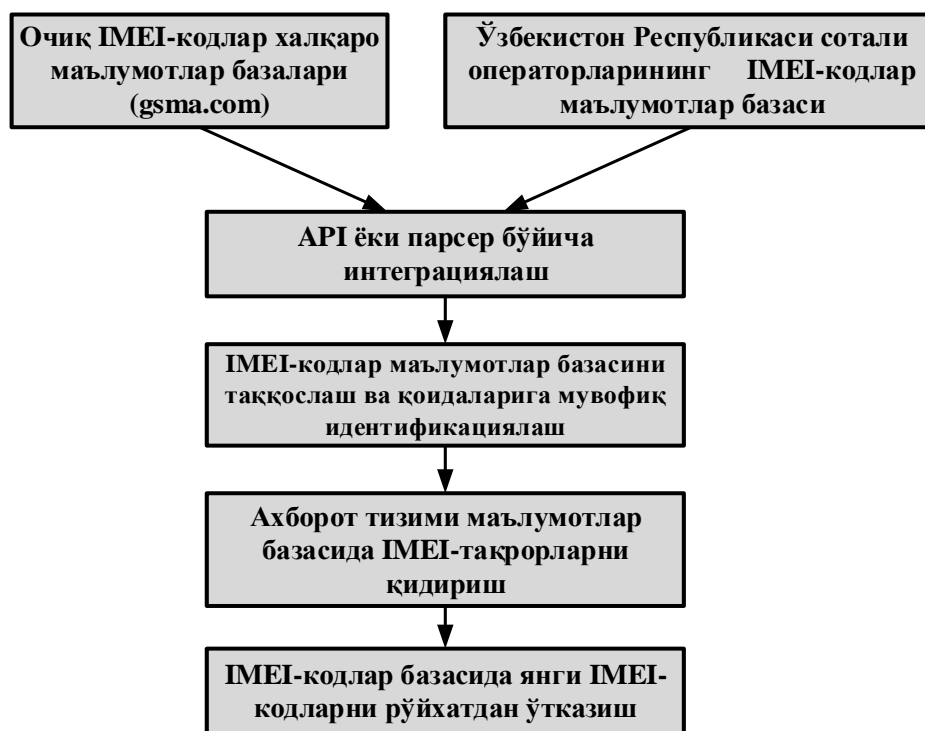 Очиқ IMEI-кодлар халқаро
маълумотлар базалари
(gsma.com)
Ўзбекистон Республикаси сотали
операторларининг IMEI-кодлар
маълумотлар базаси
API ёки парсер бўйича
интеграциялаш
IMEI-кодлар маълумотлар базасини
таққослаш ва қоидаларига мувофиқ
идентификациялаш
Ахборот тизими маълумотлар
базасида IMEI-тақрорларни
қидириш
IMEI-кодлар базасида янги IMEI-
кодларни рўйхатдан ўтказиш